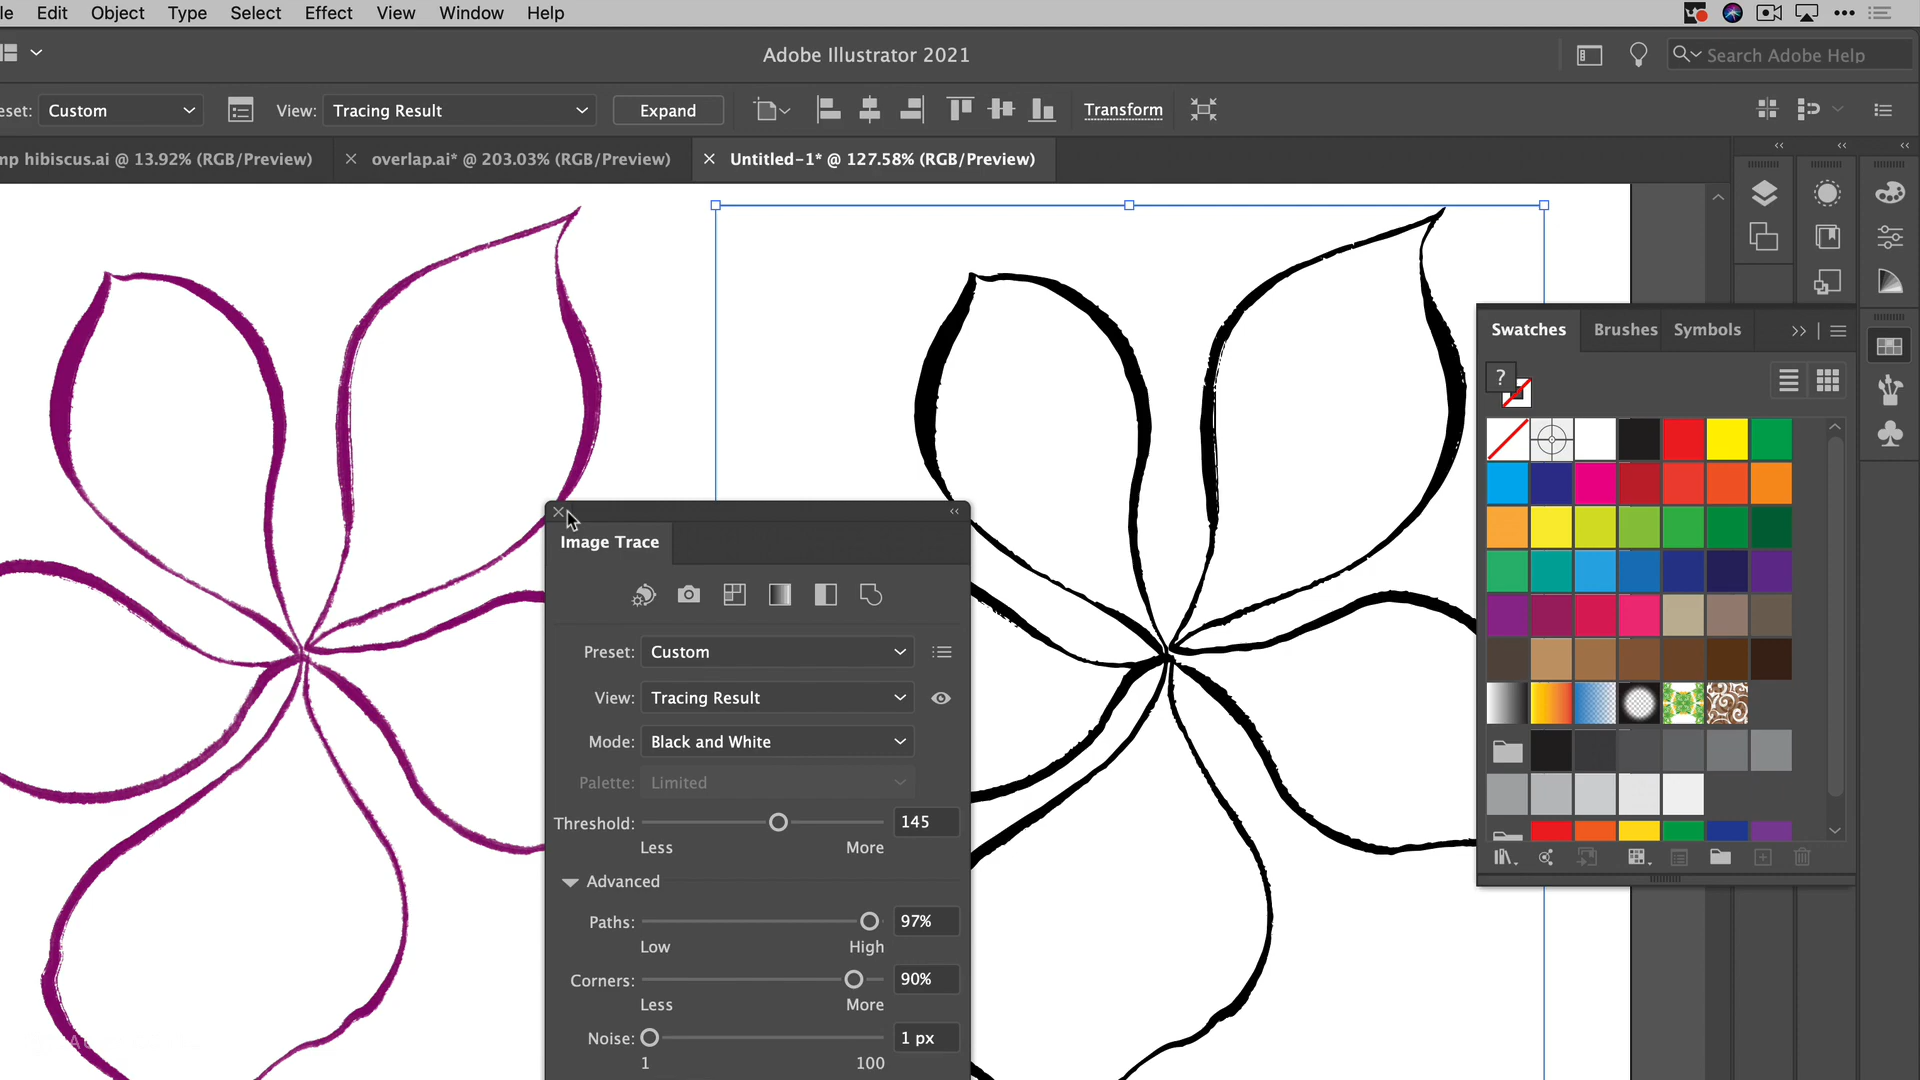 le Edit Object Type Select Effect View Window Help
Adobe Illustrator 2021
Search Adobe Help
eset: Custom View: Tracing Result Expand Transform
mp hibiscus.ai @ 13.92% (RGB/Preview) × overlap.ai* @ 203.03% (RGB/Preview) × Untitled-1* @ 127.58% (RGB/Preview)
Swatches Brushes Symbols
?
Image Trace
Preset: Custom
View: Tracing Result
Mode: Black and White
Palette: Limited
Threshold: 145
Less More
Advanced
Paths: 97%
Low High
Corners: 90%
Less More
Noise: 1 px
1 100